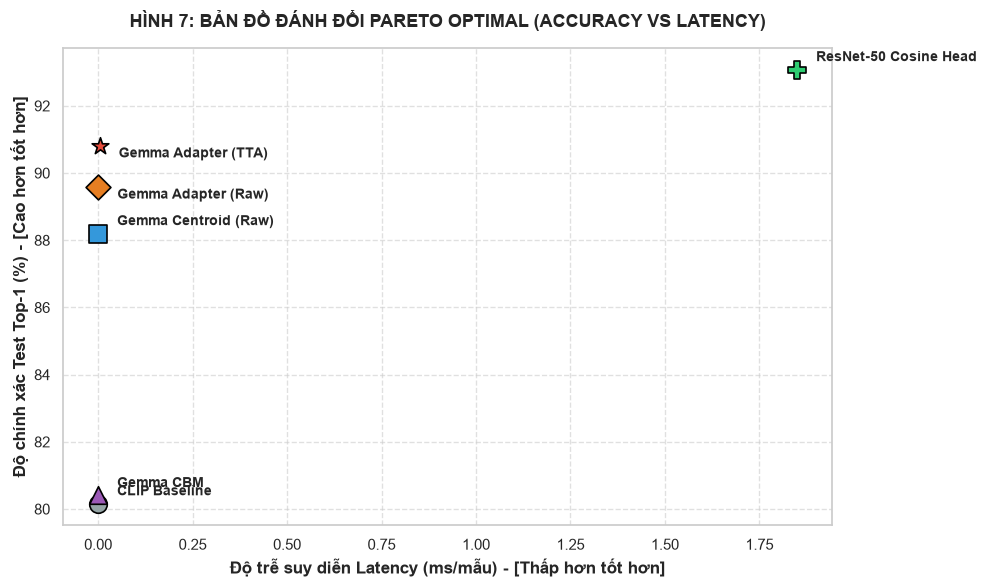 HÌNH 7: BẢN ĐỒ ĐÁNH ĐỔI PARETO OPTIMAL (ACCURACY VS LATENCY)
ResNet-50 Cosine Head
Gemma Adapter (TTA)
Gemma Adapter (Raw)
Gemma Centroid (Raw)
Gemma CBM
CLIP Baseline
Độ chính xác Test Top-1 (%) - [Cao hơn tốt hơn]
92
90
88
86
84
82
80
0.00 0.25 0.50 0.75 1.00 1.25 1.50 1.75
Độ trễ suy diễn Latency (ms/mẫu) - [Thấp hơn tốt hơn]